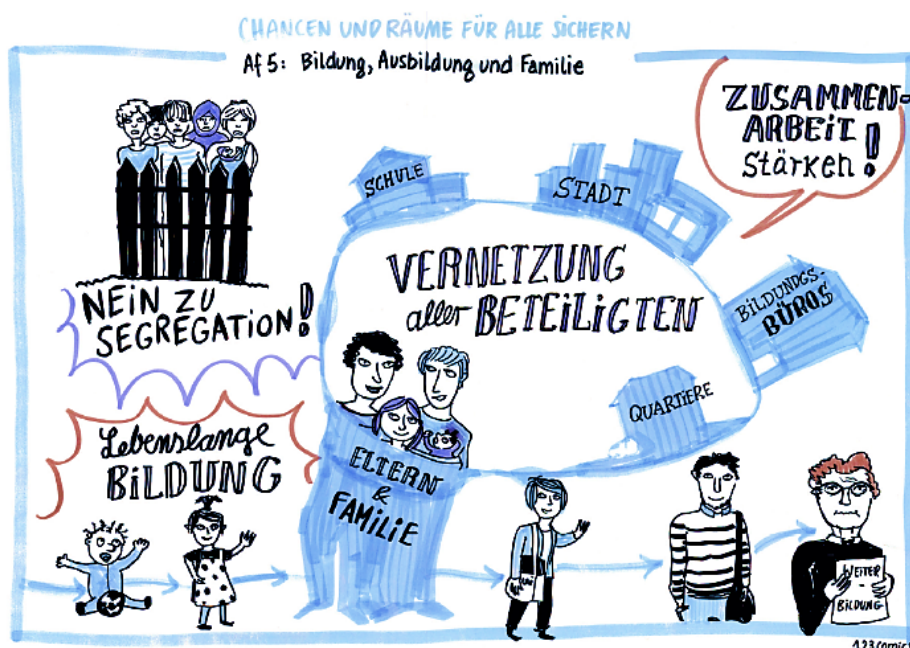 CHANCEN UND RÄUME FÜR ALLE SICHERN
Af 5: Bildung, Ausbildung und Familie
ZUSAMMEN-
ARBEIT
Stärken!
SCHULE
STADT
VERNETZUNG
aller BETEILIGTEN
BILDUNGS-
BÜROS
QUARTIERE
NEIN ZU
SEGREGATION!
Lebenslange
BILDUNG
ELTERN
&
FAMILIE
WEITER
-
BILDUNG